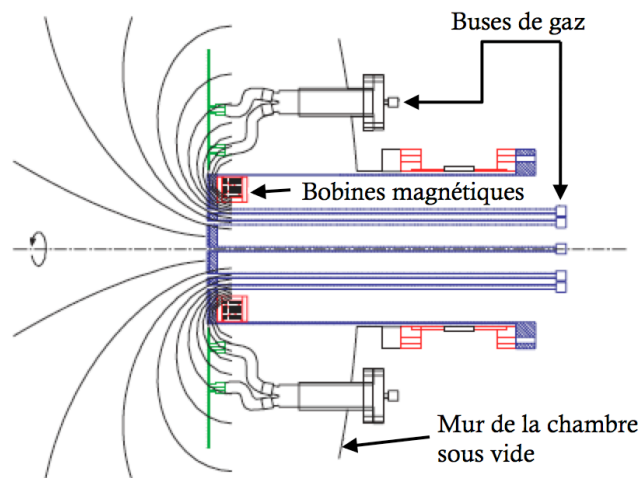 Buses de gaz
Bobines magnétiques
Mur de la chambre
sous vide